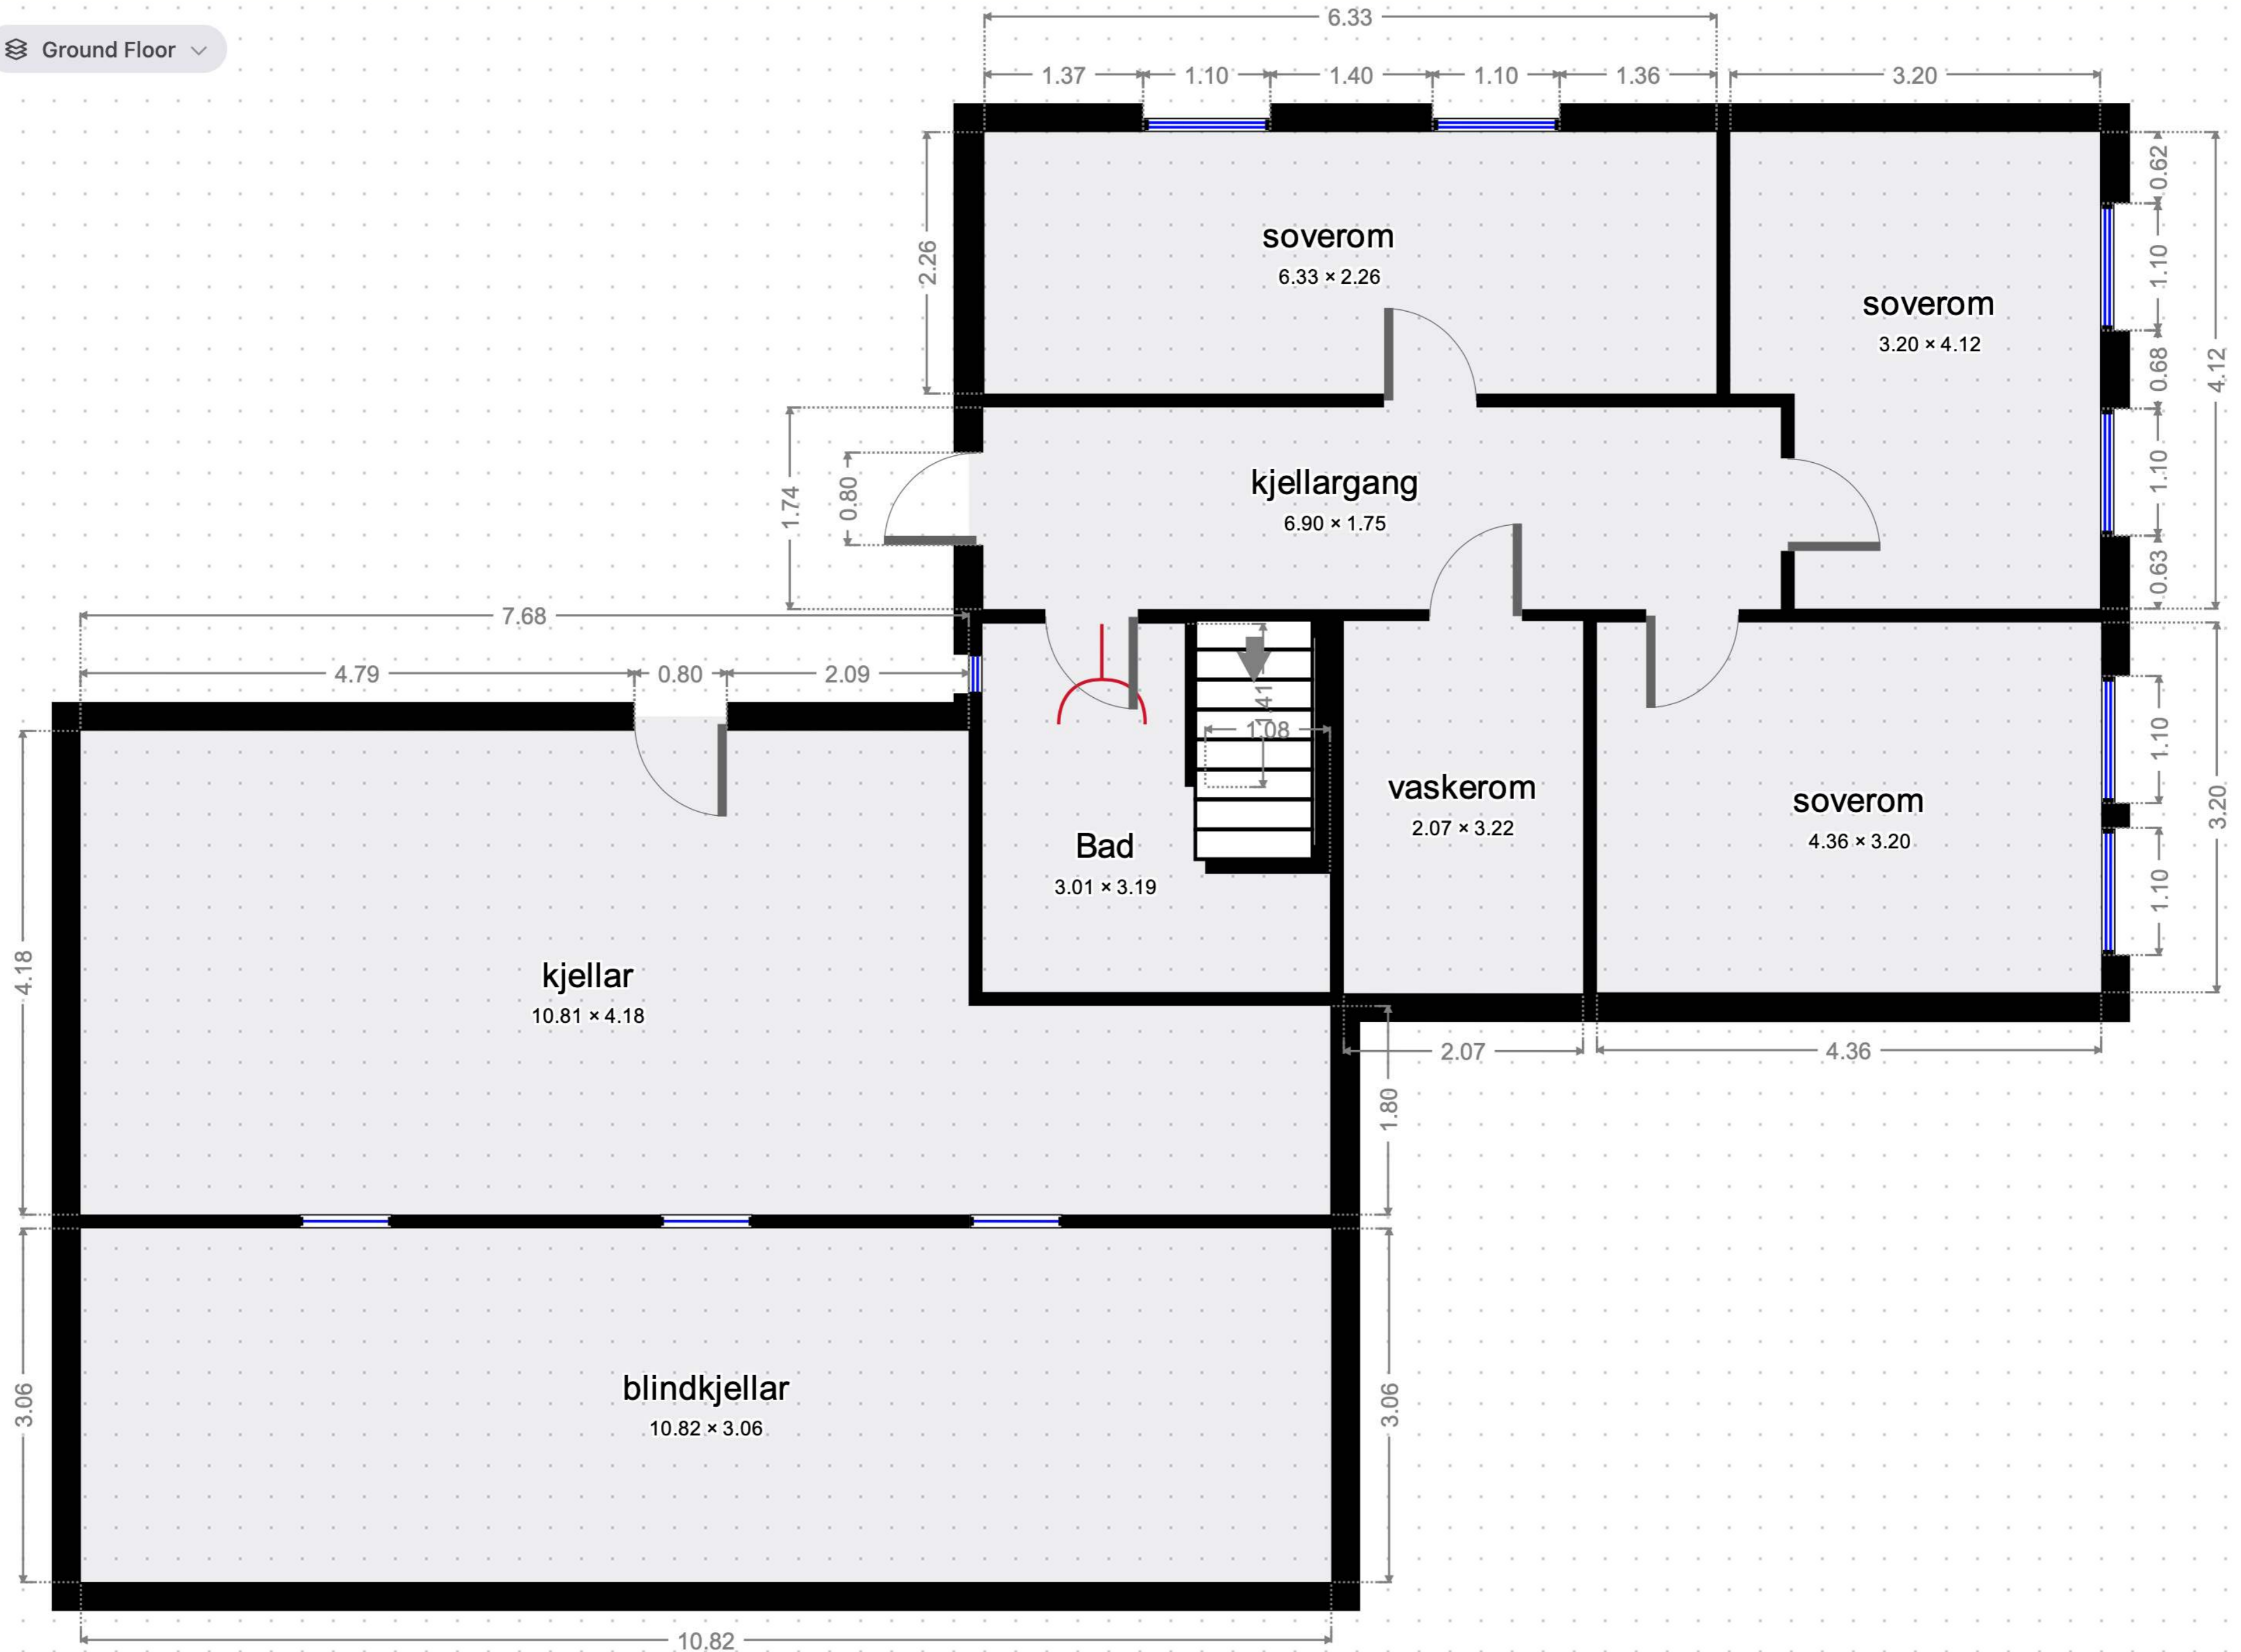 Ground Floor
6.33
1.37
1.10
1.40
1.10
1.36
3.20
0.62
1.10
0.68
1.10
0.63
4.12
2.26
soverom
6.33 × 2.26
soverom
3.20 × 4.12
1.74
0.80
kjellargang
6.90 × 1.75
7.68
4.79
0.80
2.09
1.41
1.08
vaskerom
2.07 × 3.22
soverom
4.36 × 3.20
1.10
1.10
3.20
Bad
3.01 × 3.19
4.18
kjellar
10.81 × 4.18
2.07
4.36
1.80
3.06
blindkjellar
10.82 × 3.06
3.06
10.82